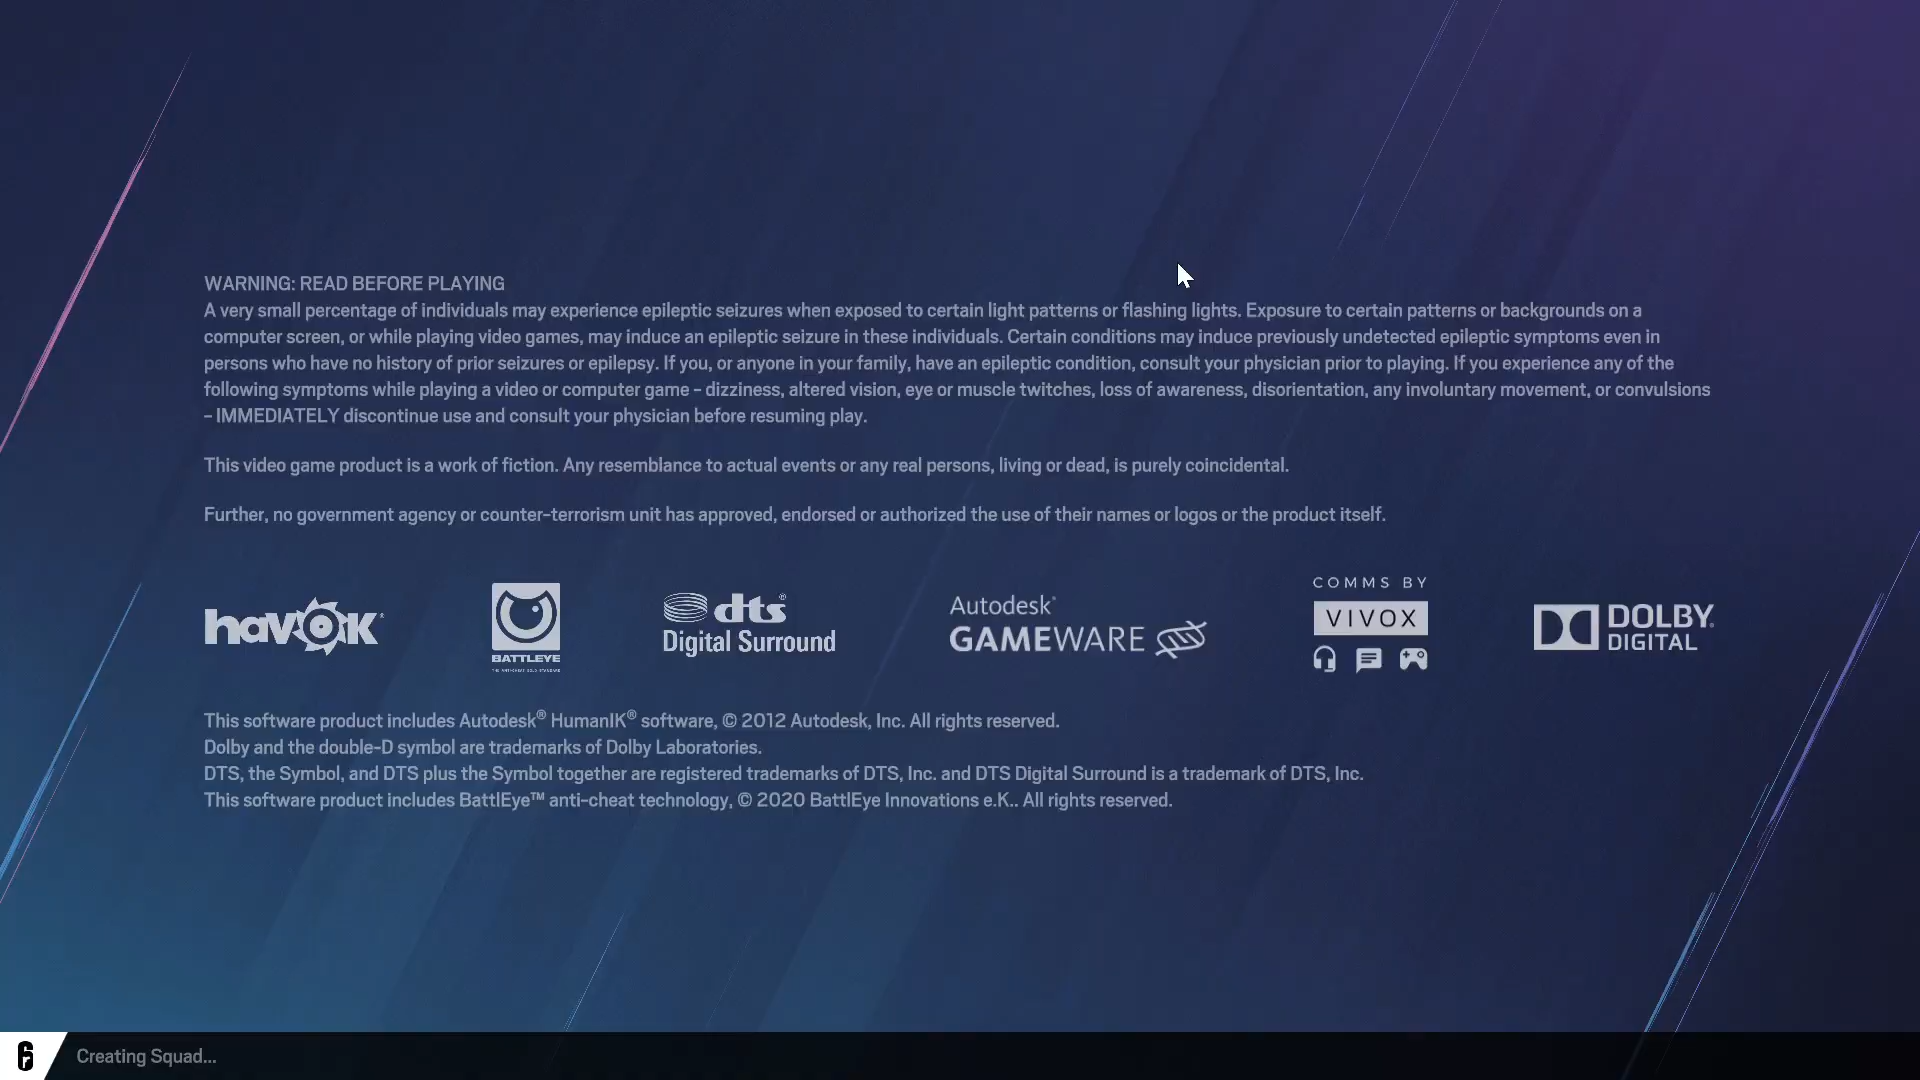 WARNING: READ BEFORE PLAYING
A very small percentage of individuals may experience epileptic seizures when exposed to certain light patterns or flashing lights. Exposure to certain patterns or backgrounds on a
computer screen, or while playing video games, may induce an epileptic seizure in these individuals. Certain conditions may induce previously undetected epileptic symptoms even in
persons who have no history of prior seizures or epilepsy. If you, or anyone in your family, have an epileptic condition, consult your physician prior to playing. If you experience any of the
following symptoms while playing a video or computer game – dizziness, altered vision, eye or muscle twitches, loss of awareness, disorientation, any involuntary movement, or convulsions
– IMMEDIATELY discontinue use and consult your physician before resuming play.
This video game product is a work of fiction. Any resemblance to actual events or any real persons, living or dead, is purely coincidental.
Further, no government agency or counter-terrorism unit has approved, endorsed or authorized the use of their names or logos or the product itself.
havok®
BATTLEYE
THE ANTI-CHEAT GOLD STANDARD
dts®
Digital Surround
Autodesk®
GAMEWARE
COMMS BY
VIVOX
DOLBY®
DIGITAL
This software product includes Autodesk® HumanIK® software, © 2012 Autodesk, Inc. All rights reserved.
Dolby and the double-D symbol are trademarks of Dolby Laboratories.
DTS, the Symbol, and DTS plus the Symbol together are registered trademarks of DTS, Inc. and DTS Digital Surround is a trademark of DTS, Inc.
This software product includes BattlEye™ anti-cheat technology, © 2020 BattlEye Innovations e.K.. All rights reserved.
6
Creating Squad...